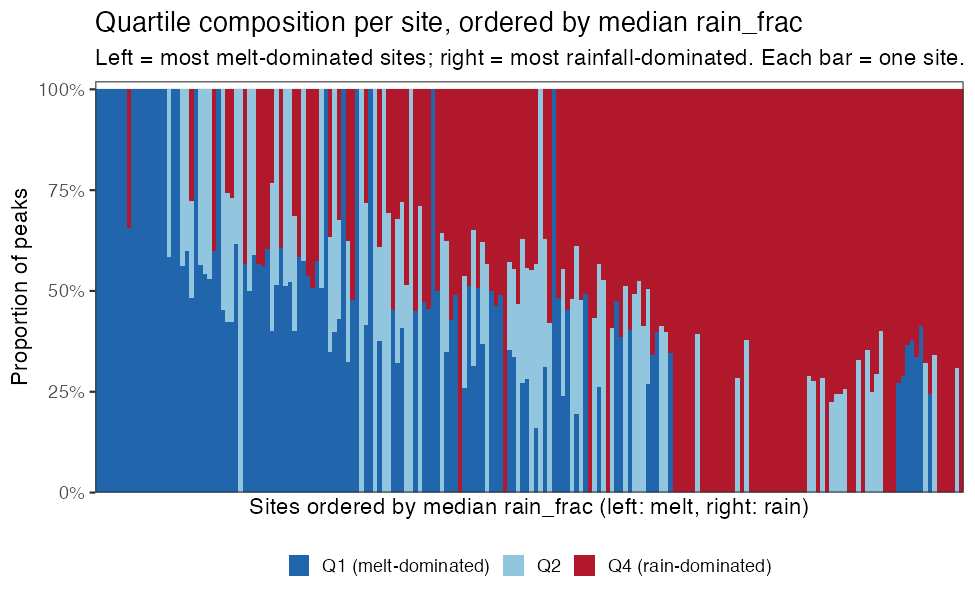 Quartile composition per site, ordered by median rain_frac
Left = most melt-dominated sites; right = most rainfall-dominated. Each bar = one site.
100%
75%
50%
25%
0%
Proportion of peaks
Sites ordered by median rain_frac (left: melt, right: rain)
Q1 (melt-dominated) Q2 Q4 (rain-dominated)